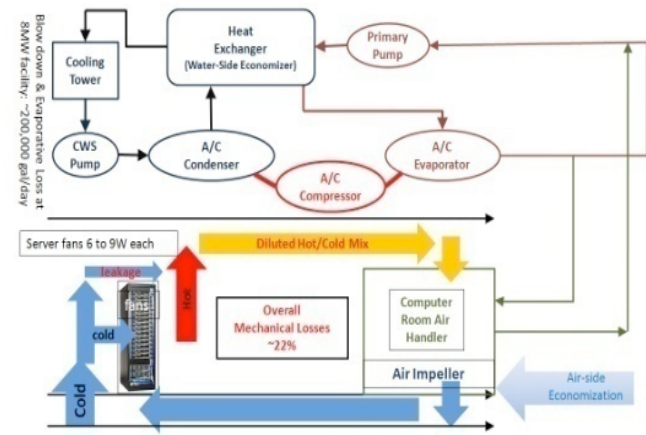 Blow down & Evaporative Loss at
8MW facility: ~200,000 gal/day
Cooling
Tower
Heat
Exchanger
(Water-Side Economizer)
Primary
Pump
CWS
Pump
A/C
Condenser
A/C
Evaporator
A/C
Compressor
Server fans 6 to 9W each
Diluted Hot/Cold Mix
leakage
Hot
fans
cold
Cold
Overall
Mechanical Losses
~22%
Computer
Room Air
Handler
Air Impeller
Air-side
Economization